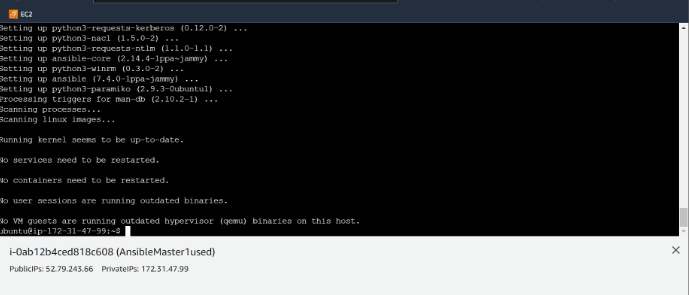 EC2
Setting up python3-requests-kerberos (0.12.0-2) ...
Setting up python3-nacl (1.5.0-2) ...
Setting up python3-requests-ntlm (1.1.0-1.1) ...
Setting up ansible-core (2.14.4-1ppa~jammy) ...
Setting up python3-winrm (0.3.0-2) ...
Setting up ansible (7.4.0-1ppa~jammy) ...
Setting up python3-paramiko (2.9.3-0ubuntu1) ...
Processing triggers for man-db (2.10.2-1) ...
Scanning processes...
Scanning linux images...
Running kernel seems to be up-to-date.
No services need to be restarted.
No containers need to be restarted.
No user sessions are running outdated binaries.
No VM guests are running outdated hypervisor (qemu) binaries on this host.
ubuntu@ip-172-31-47-99:~$
i-0ab12b4ced818c608 (AnsibleMaster1used)
PublicIPs: 52.79.243.66 PrivateIPs: 172.31.47.99